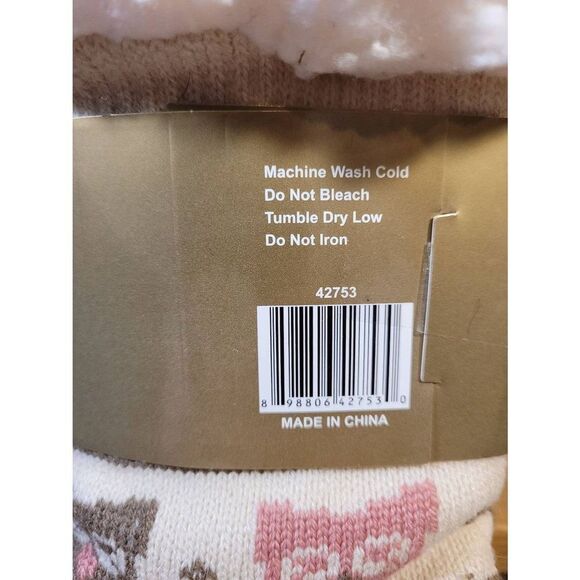 Machine Wash Cold
Do Not Bleach
Tumble Dry Low
Do Not Iron
42753
8 98806 42753 0
MADE IN CHINA